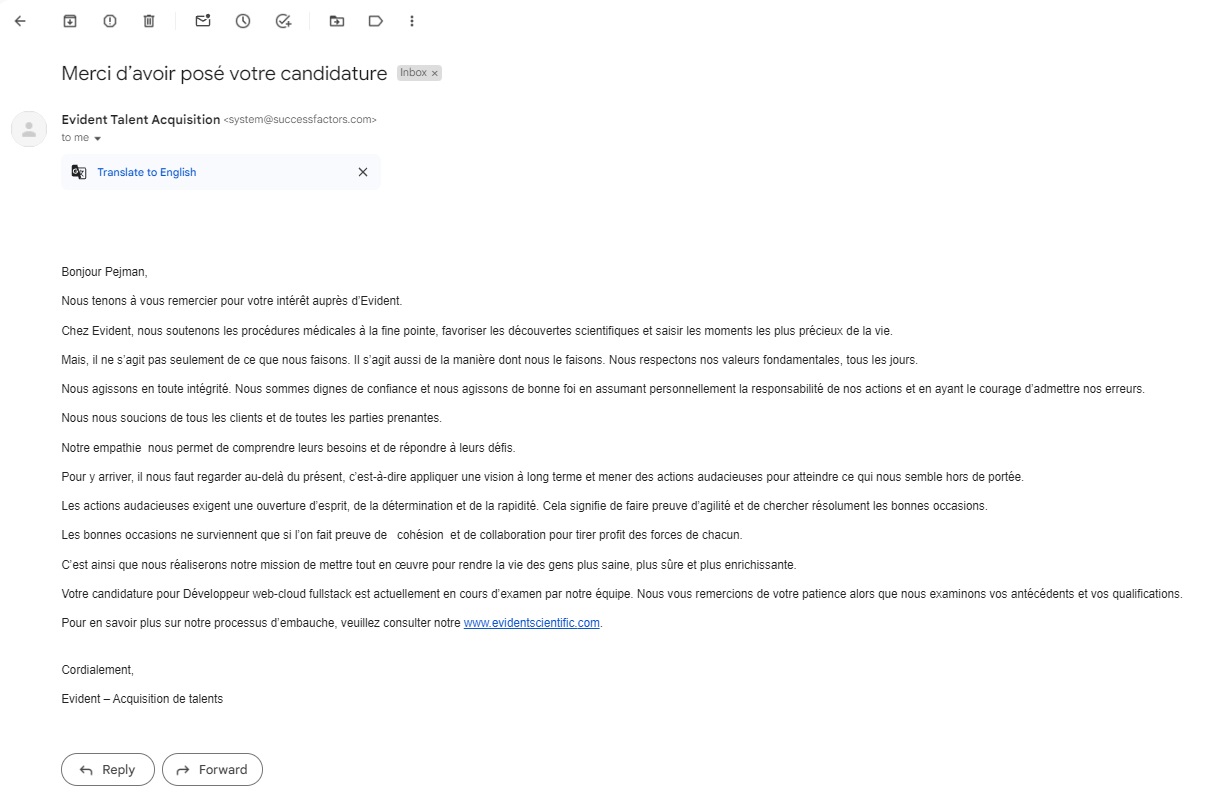 Merci d’avoir posé votre candidature Inbox ×
Evident Talent Acquisition <system@successfactors.com>
to me
Translate to English
Bonjour Pejman,
Nous tenons à vous remercier pour votre intérêt auprès d’Evident.
Chez Evident, nous soutenons les procédures médicales à la fine pointe, favoriser les découvertes scientifiques et saisir les moments les plus précieux de la vie.
Mais, il ne s’agit pas seulement de ce que nous faisons. Il s’agit aussi de la manière dont nous le faisons. Nous respectons nos valeurs fondamentales, tous les jours.
Nous agissons en toute intégrité. Nous sommes dignes de confiance et nous agissons de bonne foi en assumant personnellement la responsabilité de nos actions et en ayant le courage d’admettre nos erreurs.
Nous nous soucions de tous les clients et de toutes les parties prenantes.
Notre empathie  nous permet de comprendre leurs besoins et de répondre à leurs défis.
Pour y arriver, il nous faut regarder au-delà du présent, c’est-à-dire appliquer une vision à long terme et mener des actions audacieuses pour atteindre ce qui nous semble hors de portée.
Les actions audacieuses exigent une ouverture d’esprit, de la détermination et de la rapidité. Cela signifie de faire preuve d’agilité et de chercher résolument les bonnes occasions.
Les bonnes occasions ne surviennent que si l’on fait preuve de   cohésion  et de collaboration pour tirer profit des forces de chacun.
C’est ainsi que nous réaliserons notre mission de mettre tout en œuvre pour rendre la vie des gens plus saine, plus sûre et plus enrichissante.
Votre candidature pour Développeur web-cloud fullstack est actuellement en cours d’examen par notre équipe. Nous vous remercions de votre patience alors que nous examinons vos antécédents et vos qualifications.
Pour en savoir plus sur notre processus d’embauche, veuillez consulter notre www.evidentscientific.com.
Cordialement,
Evident – Acquisition de talents
Reply Forward